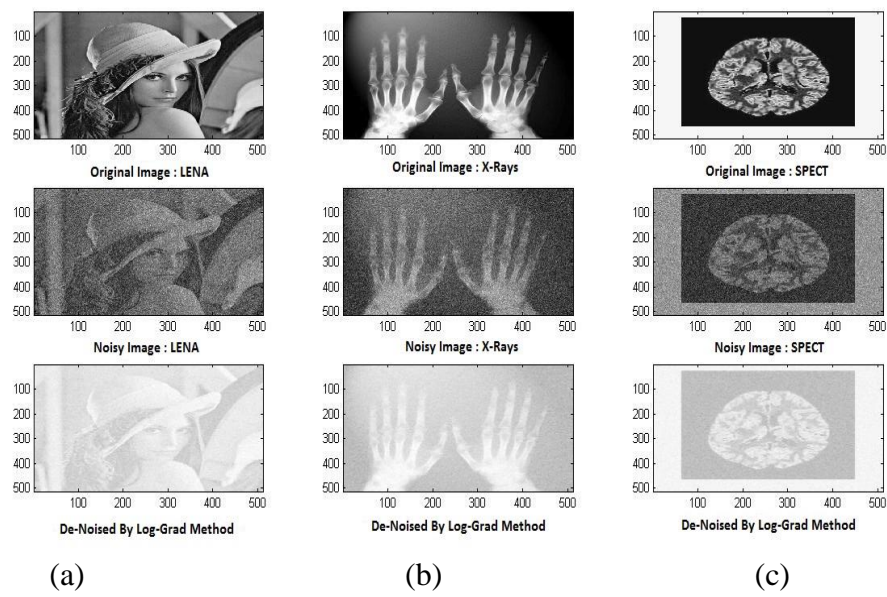 100
200
300
400
500
100 200 300 400 500
Original Image : LENA
100
200
300
400
500
100 200 300 400 500
Original Image : X-Rays
100
200
300
400
500
100 200 300 400 500
Original Image : SPECT
100
200
300
400
500
100 200 300 400 500
Noisy Image : LENA
100
200
300
400
500
100 200 300 400 500
Noisy Image : X-Rays
100
200
300
400
500
100 200 300 400 500
Noisy Image : SPECT
100
200
300
400
500
100 200 300 400 500
De-Noised By Log-Grad Method
100
200
300
400
500
100 200 300 400 500
De-Noised By Log-Grad Method
100
200
300
400
500
100 200 300 400 500
De-Noised By Log-Grad Method
(a) (b) (c)